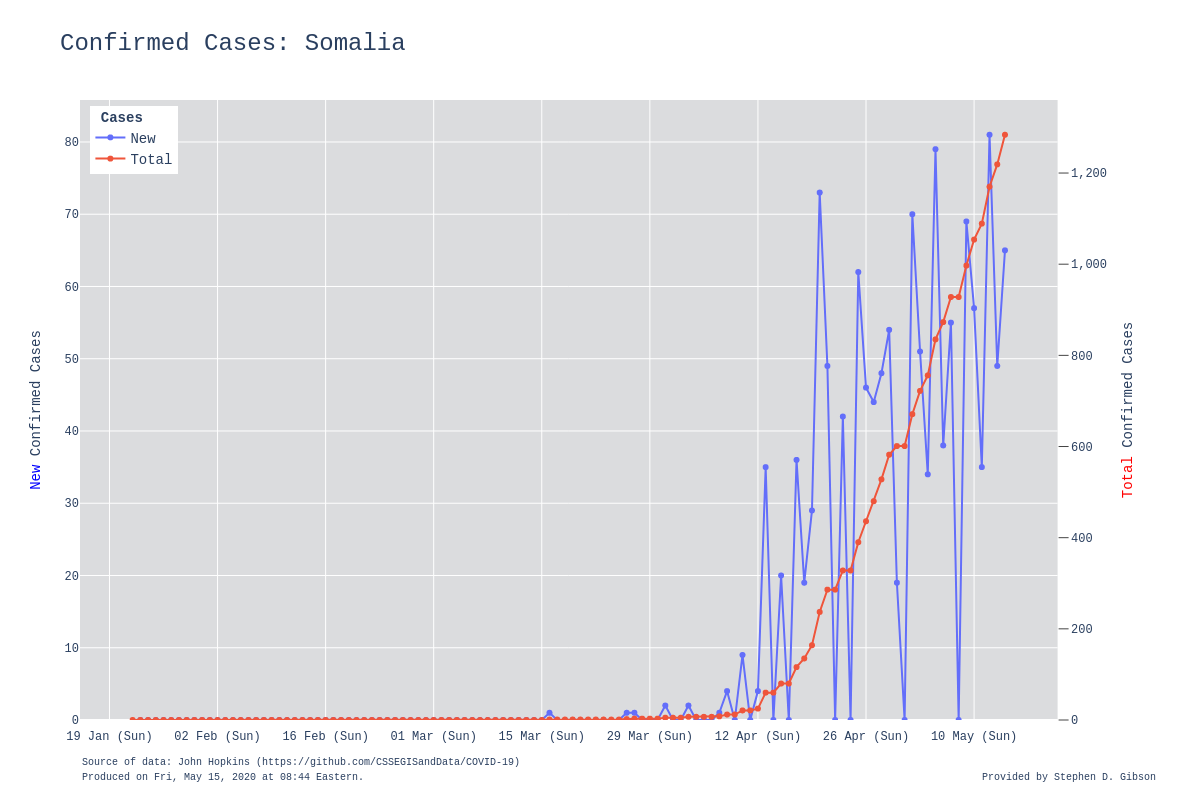 Confirmed Cases: Somalia
Cases
New
Total
80
70
60
50
40
30
20
10
0
1,200
1,000
800
600
400
200
0
New Confirmed Cases
Total Confirmed Cases
19 Jan (Sun) 02 Feb (Sun) 16 Feb (Sun) 01 Mar (Sun) 15 Mar (Sun) 29 Mar (Sun) 12 Apr (Sun) 26 Apr (Sun) 10 May (Sun)
Source of data: John Hopkins (https://github.com/CSSEGISandData/COVID-19)
Produced on Fri, May 15, 2020 at 08:44 Eastern.
Provided by Stephen D. Gibson